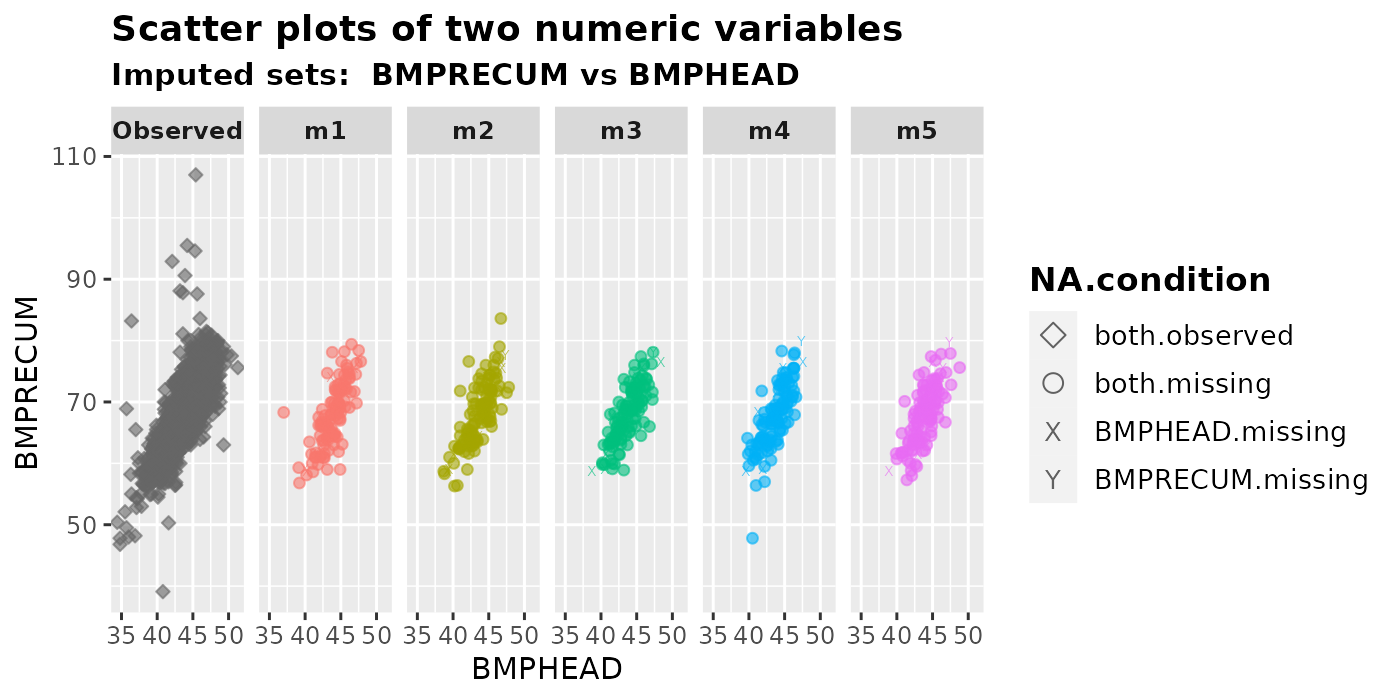 Scatter plots of two numeric variables
Imputed sets:  BMPRECUM vs BMPHEAD
Observed m1 m2 m3 m4 m5
110
90
70
50
BMPRECUM
35 40 45 50 35 40 45 50 35 40 45 50 35 40 45 50 35 40 45 50 35 40 45 50
BMPHEAD
NA.condition
both.observed
both.missing
X BMPHEAD.missing
Y BMPRECUM.missing